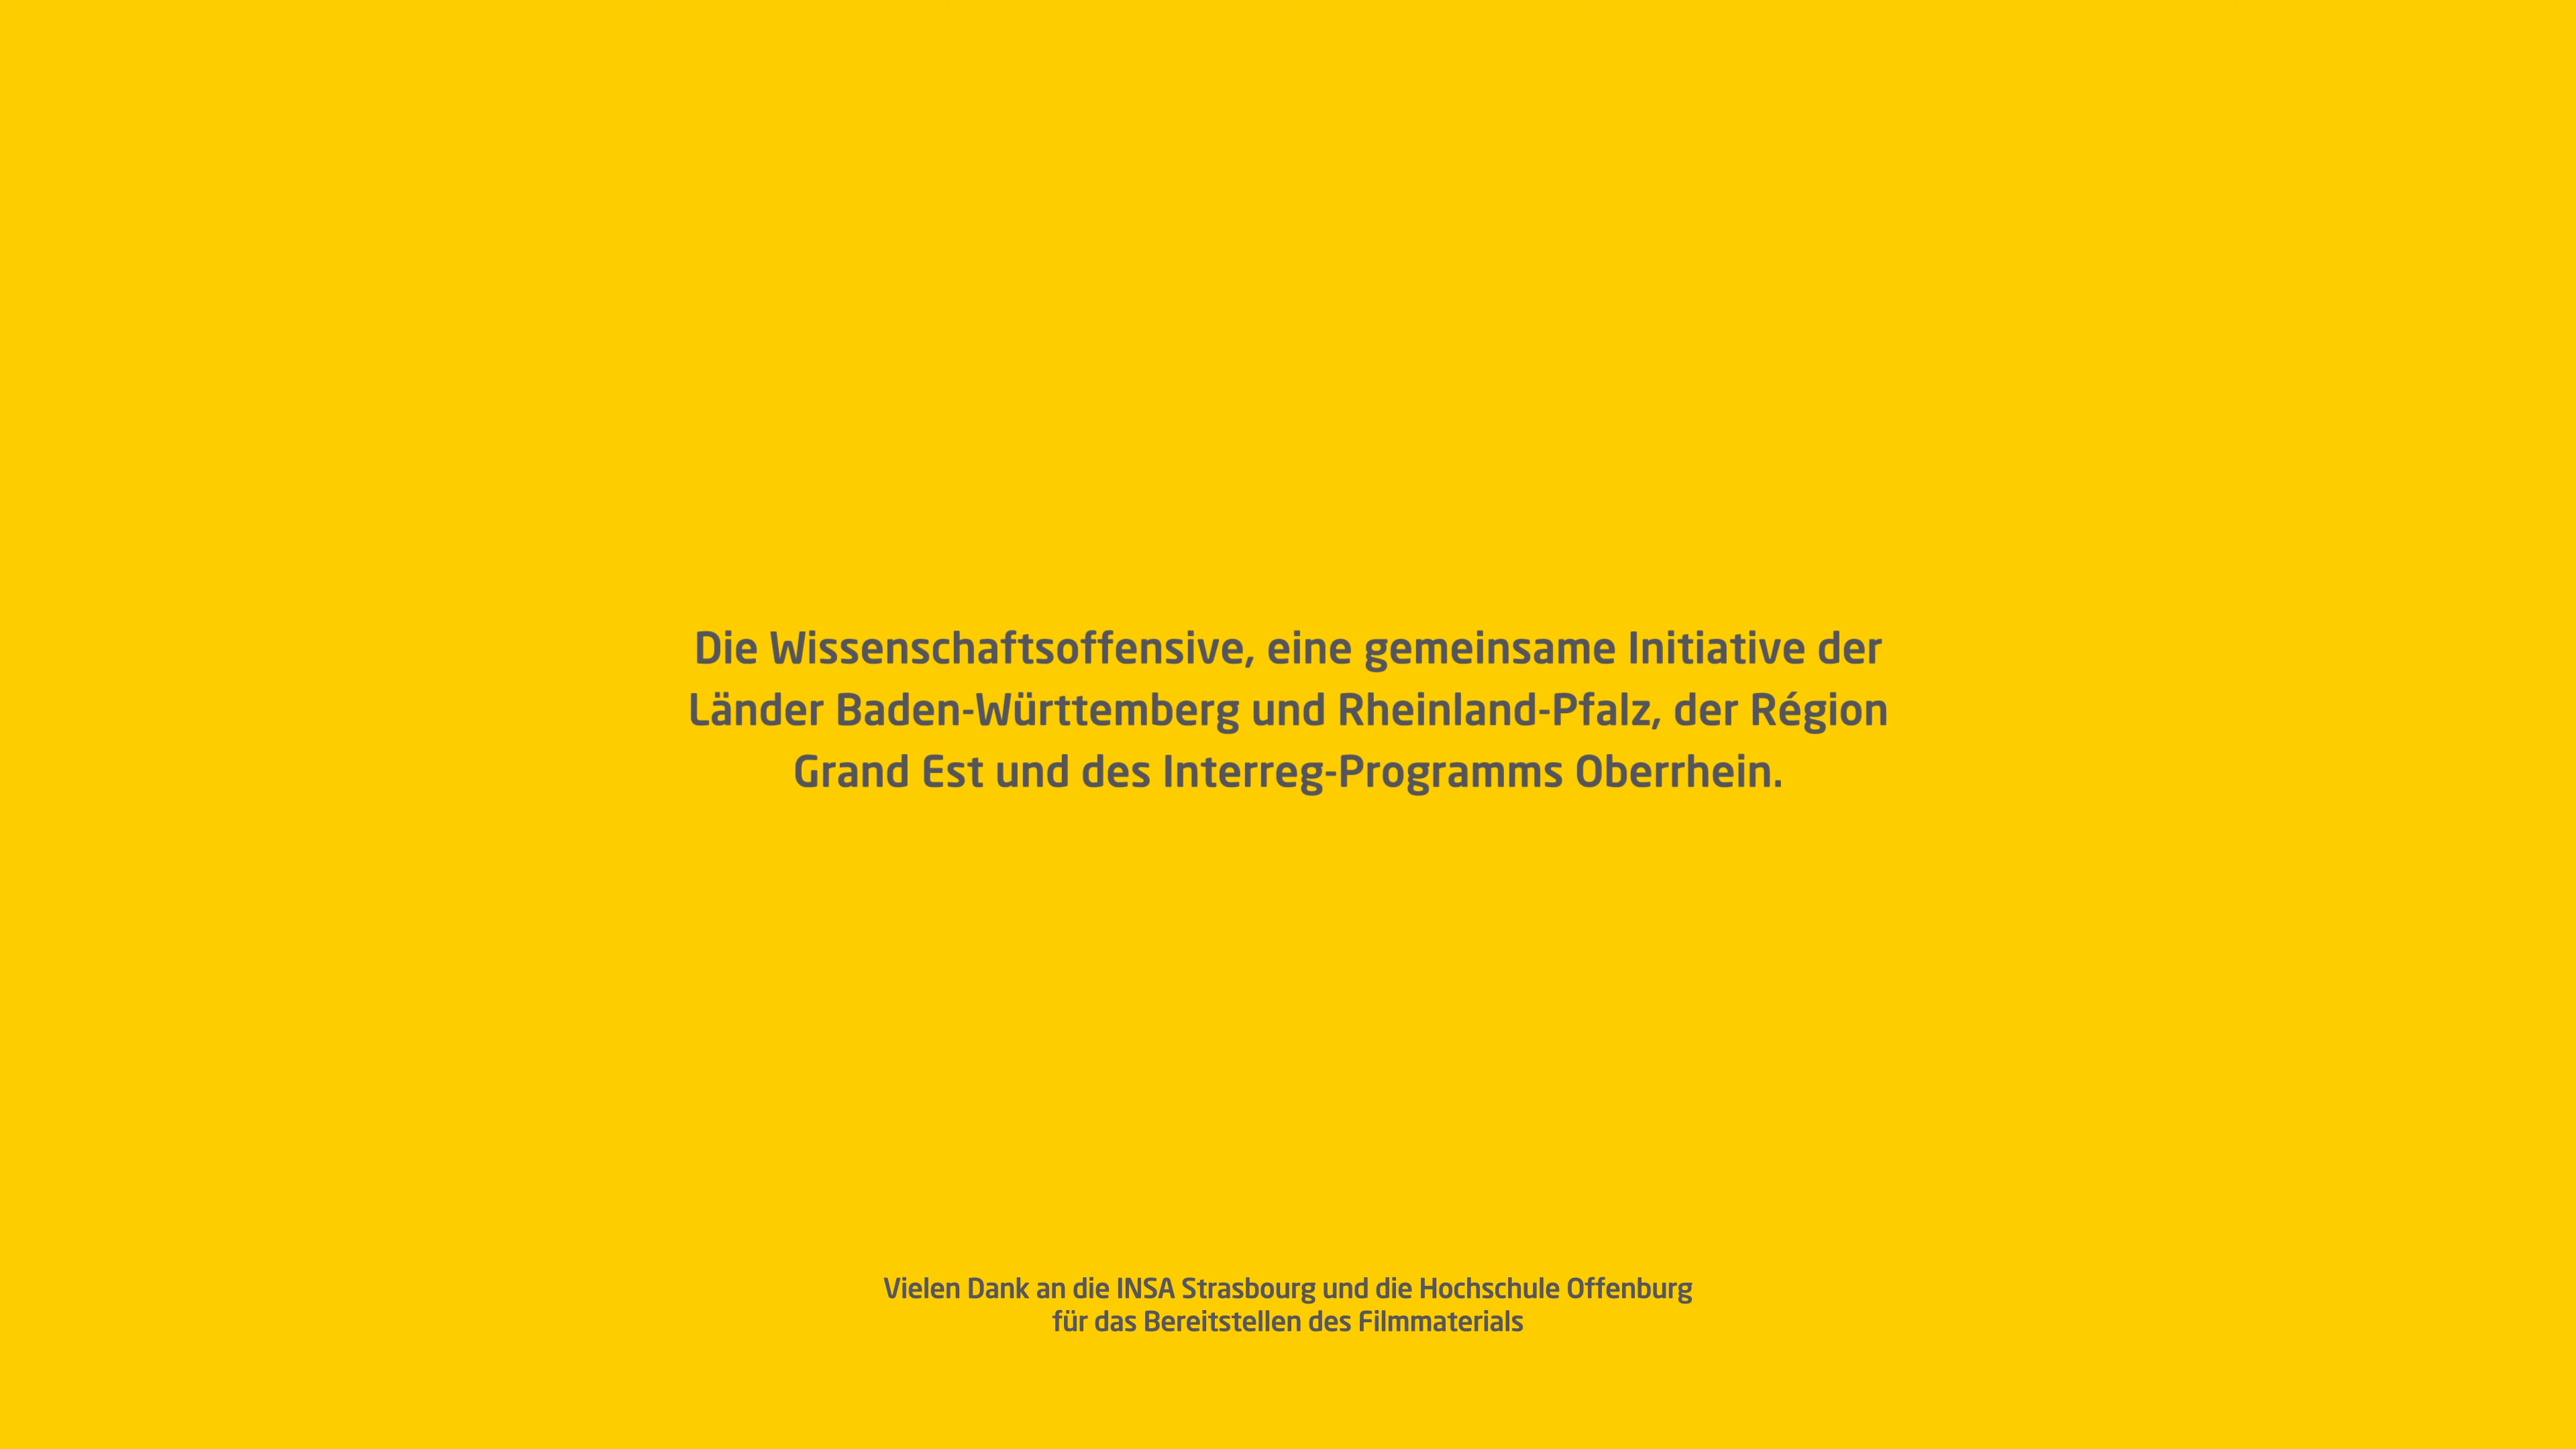 Die Wissenschaftsoffensive, eine gemeinsame Initiative der
Länder Baden-Württemberg und Rheinland-Pfalz, der Région
Grand Est und des Interreg-Programms Oberrhein.
Vielen Dank an die INSA Strasbourg und die Hochschule Offenburg
für das Bereitstellen des Filmmaterials